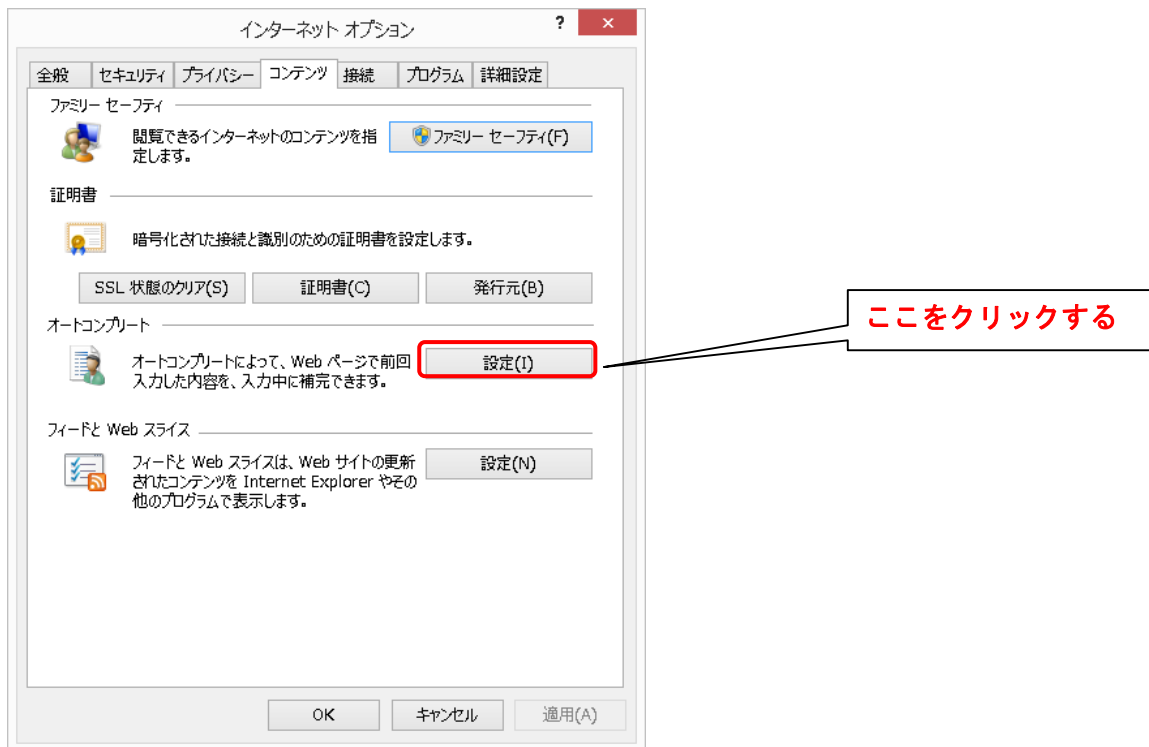 インターネット オプション
? ×
全般 セキュリティ プライバシー コンテンツ 接続 プログラム 詳細設定
ファミリー セーフティ
閲覧できるインターネットのコンテンツを指
定します。
ファミリー セーフティ(F)
証明書
暗号化された接続と識別のための証明書を設定します。
SSL 状態のクリア(S) 証明書(C) 発行元(B)
オートコンプリート
オートコンプリートによって、Web ページで前回
入力した内容を、入力中に補完できます。
設定(I)
ここをクリックする
フィードと Web スライス
フィードと Web スライスは、Web サイトの更新
されたコンテンツを Internet Explorer やその
他のプログラムで表示します。
設定(N)
OK キャンセル 適用(A)